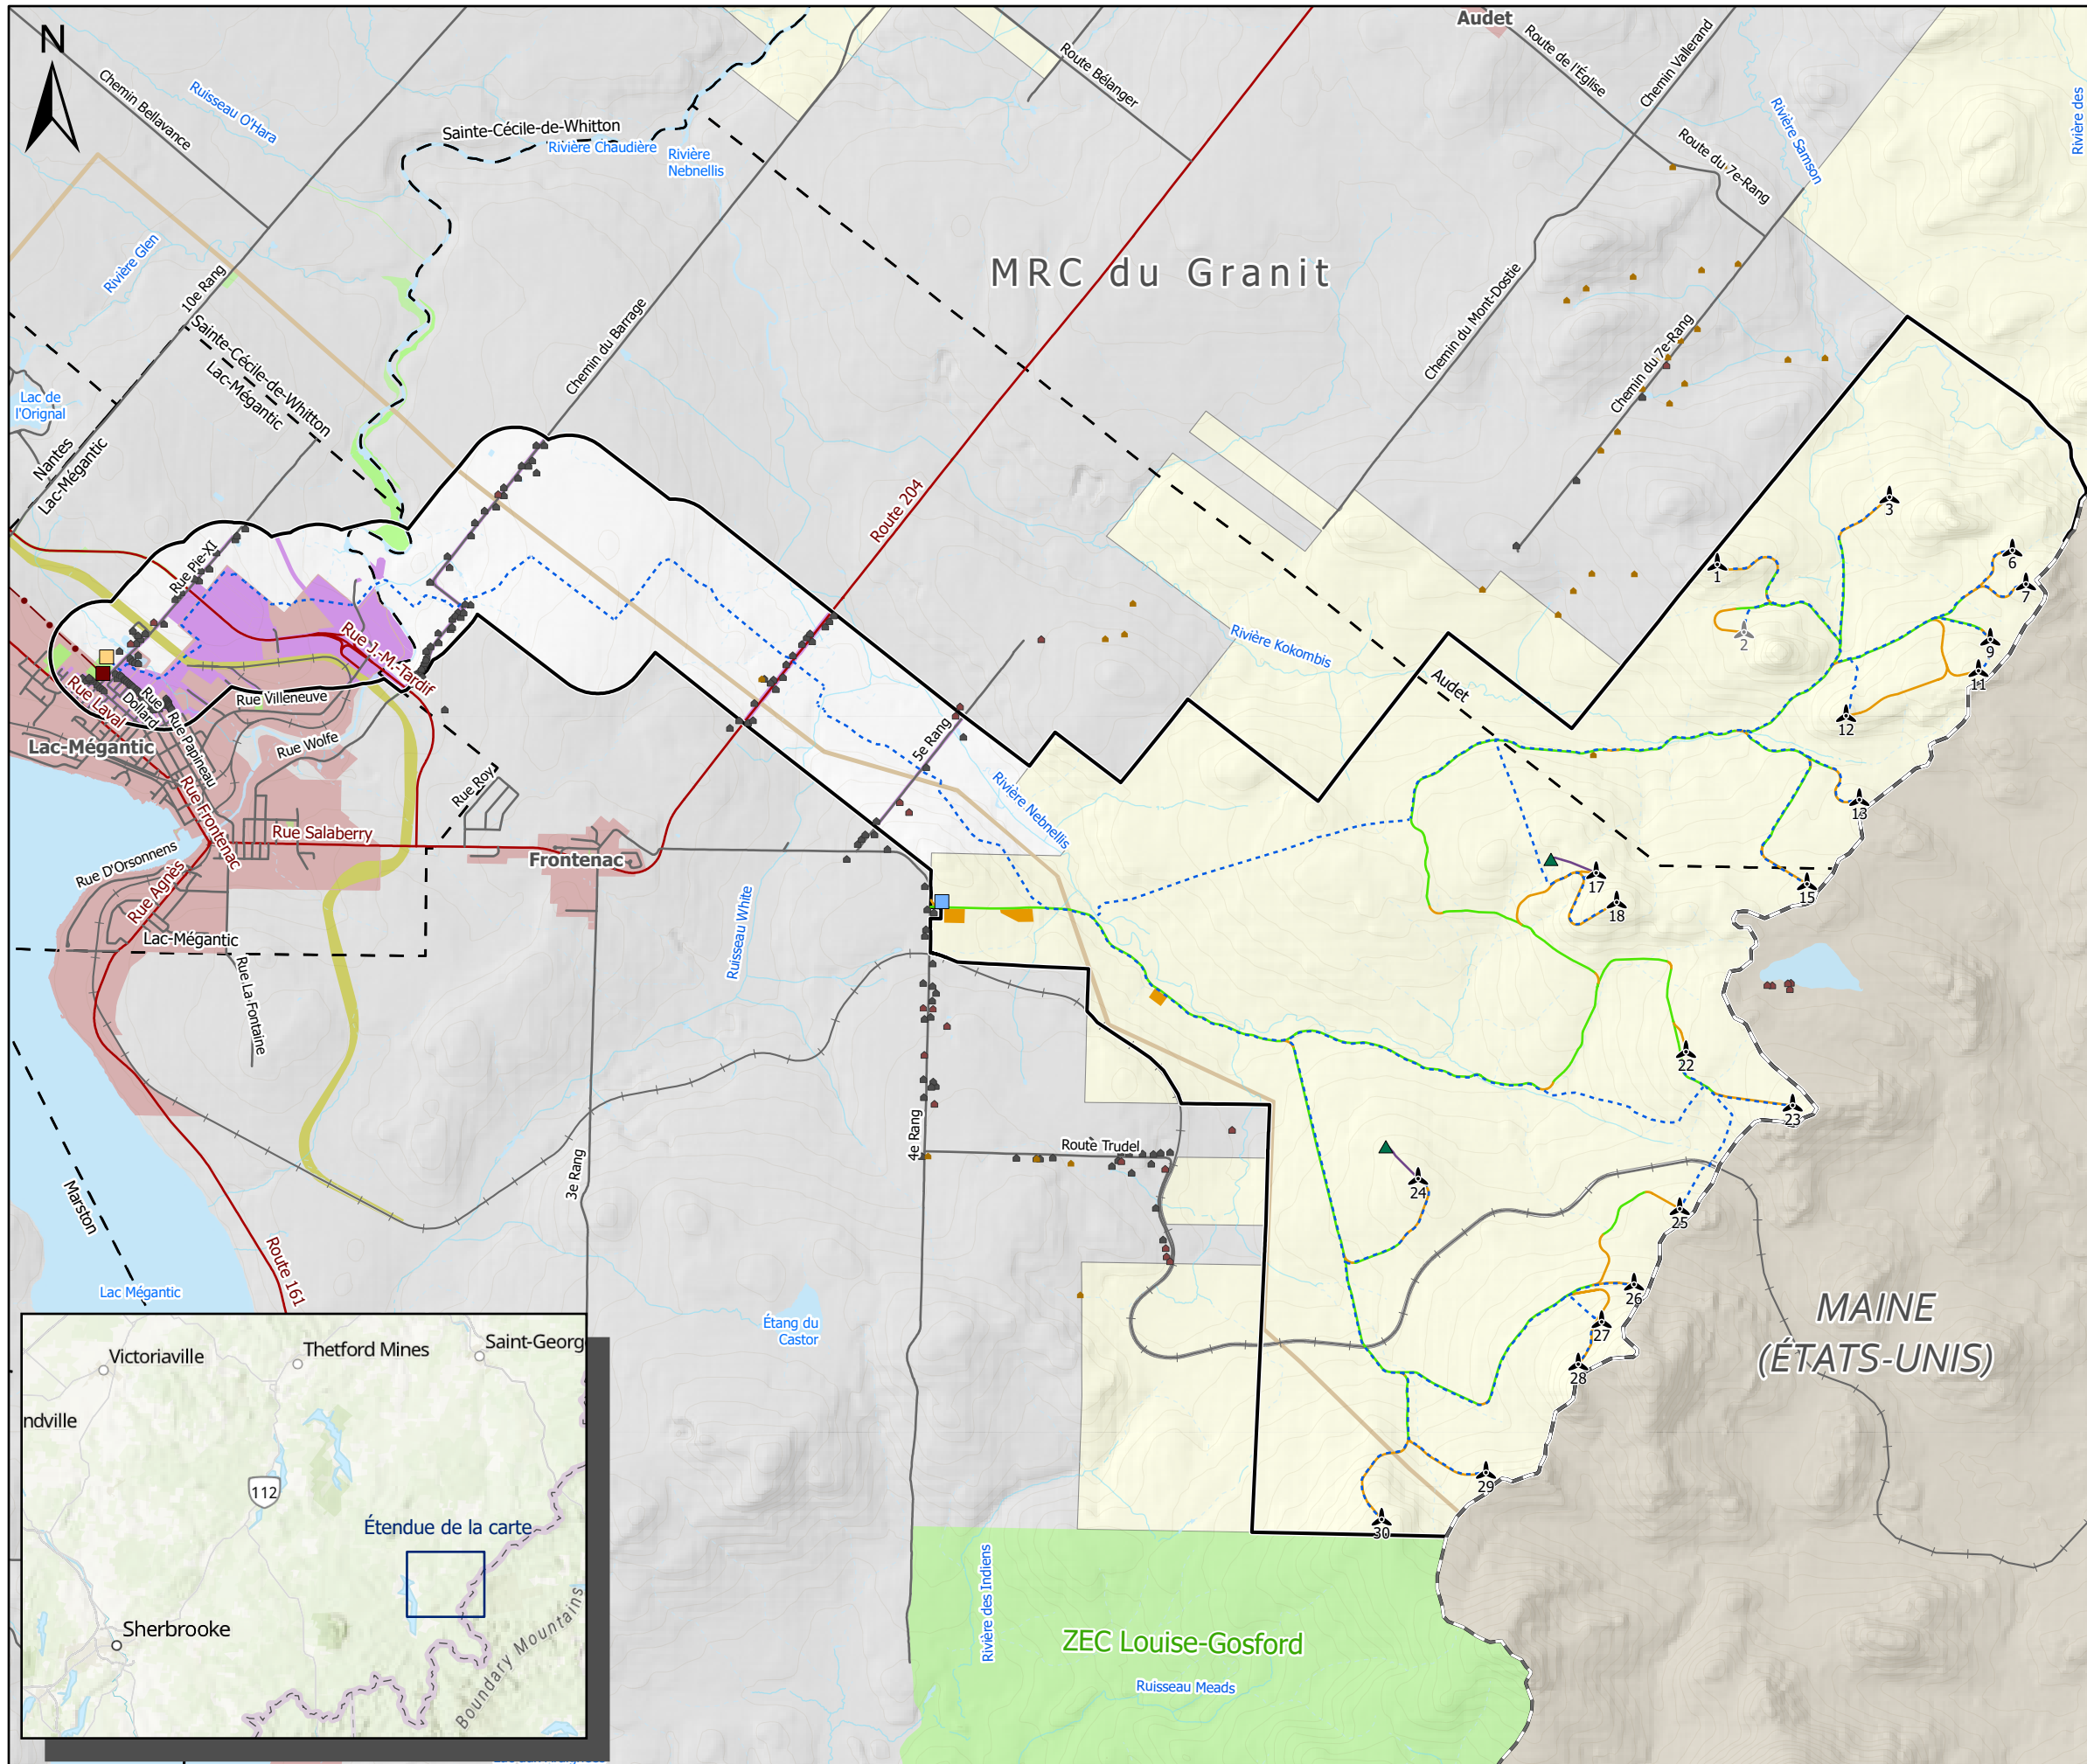 N
Audet
Chemin Bellavance
Ruisseau O'Hara
Sainte-Cécile-de-Whitton
Rivière Chaudière
Rivière
Nebnellis
Route Bélanger
Route de l'Église
Chemin Vallerand
Rivière Samson
Rivière des
Route du 7e-Rang
Rivière Glen
10e Rang
MRC du Granit
Sainte-Cécile-de-Whitton
Lac-Mégantic
Chemin du Barrage
Chemin du Mont-Dostie
Chemin du 7e-Rang
Lac de
l'Orignal
Nantes
Lac-Mégantic
Route 204
Rue Pie-XI
Rivière Kokombis
Audet
Rue J.-M.-Tardif
Rue Laval
Rue
Dollard
Rue Papineau
Rue Villeneuve
Rue Wolfe
Lac-Mégantic
Rue Roy
Rue Frontenac
Rue Salaberry
Frontenac
5e Rang
Rivière Nebnellis
Rue D'Orsonnens
Rue Agnès
Lac-Mégantic
Rue La Fontaine
Ruisseau White
1
2
3
6
7
9
11
12
13
15
17
18
22
23
24
25
26
27
28
29
30
4e Rang
Route Trudel
3e Rang
Marston
Route 161
Lac Mégantic
Étang du
Castor
MAINE
(ÉTATS-UNIS)
Rivière des Indiens
ZEC Louise-Gosford
Ruisseau Meads
Victoriaville
Thetford Mines
Saint-Georg
ndville
112
Étendue de la carte
Sherbrooke
Boundary Mountains